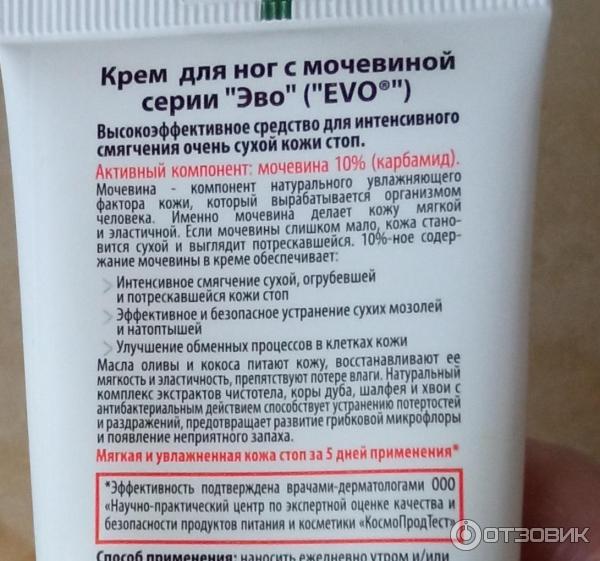 Крем для ног с мочевиной
серии "Эво" ("EVO®")
Высокоэффективное средство для интенсивного
смягчения очень сухой кожи стоп.
Активный компонент: мочевина 10% (карбамид).
Мочевина - компонент натурального увлажняющего
фактора кожи, который вырабатывается организмом
человека. Именно мочевина делает кожу мягкой
и эластичной. Если мочевины слишком мало, кожа стано-
вится сухой и выглядит потрескавшейся. 10%-ное содер-
жание мочевины в креме обеспечивает:
Интенсивное смягчение сухой, огрубевшей
и потрескавшейся кожи стоп
Эффективное и безопасное устранение сухих мозолей
и натоптышей
Улучшение обменных процессов в клетках кожи
Масла оливы и кокоса питают кожу, восстанавливают ее
мягкость и эластичность, препятствуют потере влаги. Натуральный
комплекс экстрактов чистотела, коры дуба, шалфея и хвои с
антибактериальным действием способствует устранению потертостей
и раздражений, предотвращает развитие грибковой микрофлоры
и появление неприятного запаха.
Мягкая и увлажненная кожа стоп за 5 дней применения*
*Эффективность подтверждена врачами-дерматологами ООО
«Научно-практический центр по экспертной оценке качества и
безопасности продуктов питания и косметики «КосмоПродТест»
Способ применения: наносить ежедневно утром и/или
ОТЗОВИК